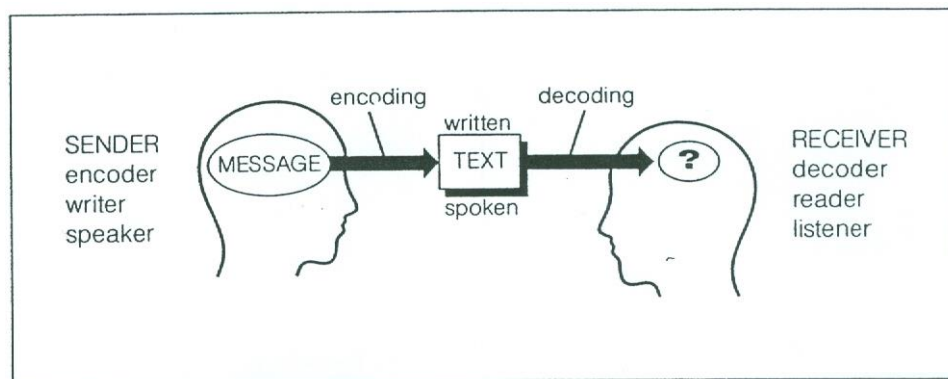 SENDER
encoder
writer
speaker
MESSAGE
encoding
written
TEXT
spoken
decoding
?
RECEIVER
decoder
reader
listener